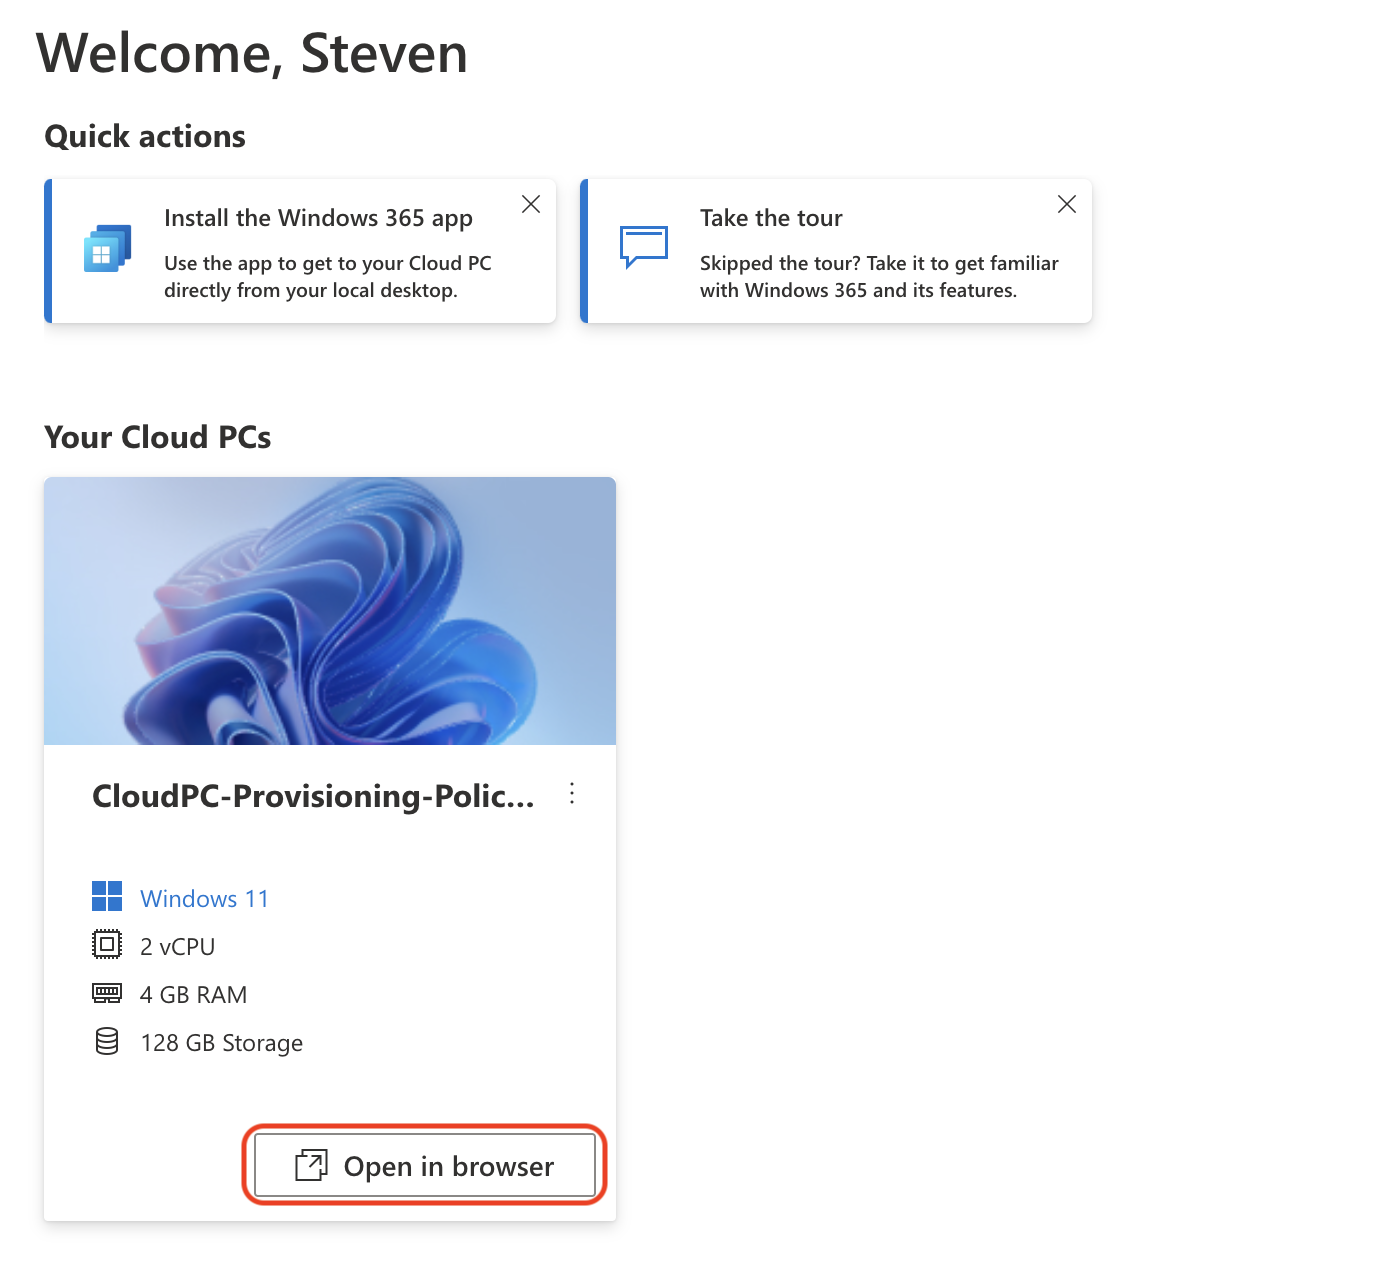 Welcome, Steven
Quick actions
Install the Windows 365 app
Use the app to get to your Cloud PC
directly from your local desktop.
Take the tour
Skipped the tour? Take it to get familiar
with Windows 365 and its features.
Your Cloud PCs
CloudPC-Provisioning-Polic...
Windows 11
2 vCPU
4 GB RAM
128 GB Storage
Open in browser